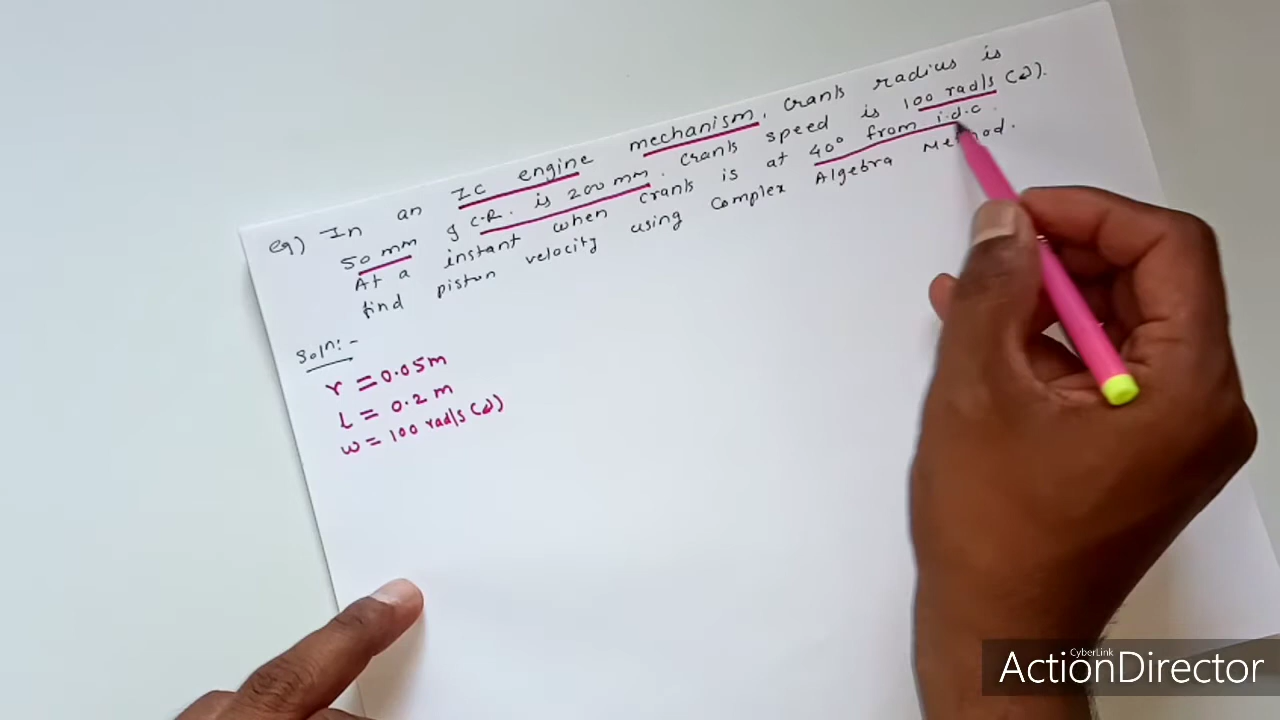 eg) In an IC engine mechanism, crank radius is
50 mm & C.R. is 200 mm. crank speed is 100 rad/s (↻).
At a instant when crank is at 40° from i.d.c.
find piston velocity using complex Algebra Method.
Soln:-
r = 0.05m
l = 0.2 m
w = 100 rad/s (↻)
CyberLink
ActionDirector